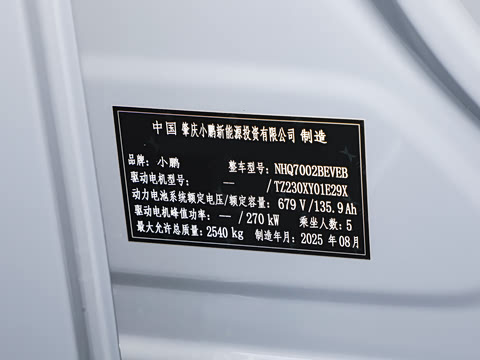 中国 肇庆小鹏新能源投资有限公司 制造
品牌：小鹏 整车型号：NHQ7002BEVEB
驱动电机型号： — /TZ230XY01E29X
动力电池系统额定电压/额定容量：679 V/135.9 Ah
驱动电机峰值功率：— /270 kW 乘坐人数：5
最大允许总质量：2540 kg 制造年月：2025 年08月